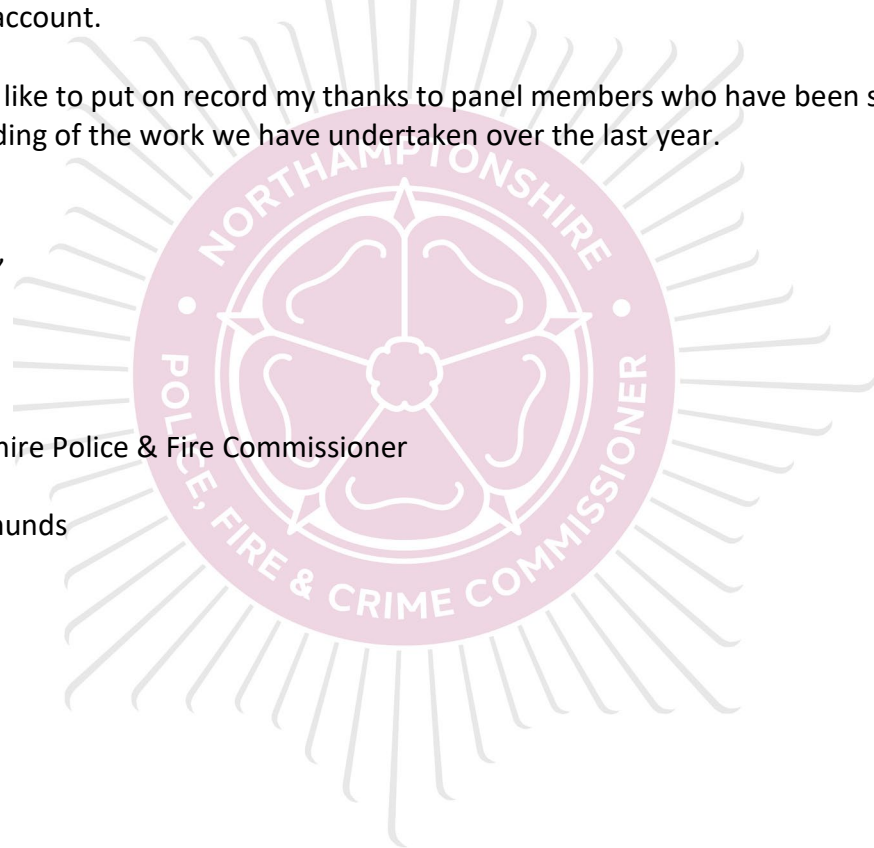 account.
like to put on record my thanks to panel members who have been s
ding of the work we have undertaken over the last year.
,
NORTHAMPTONSHIRE
POLICE, FIRE & CRIME COMMISSIONER
hire Police & Fire Commissioner
munds